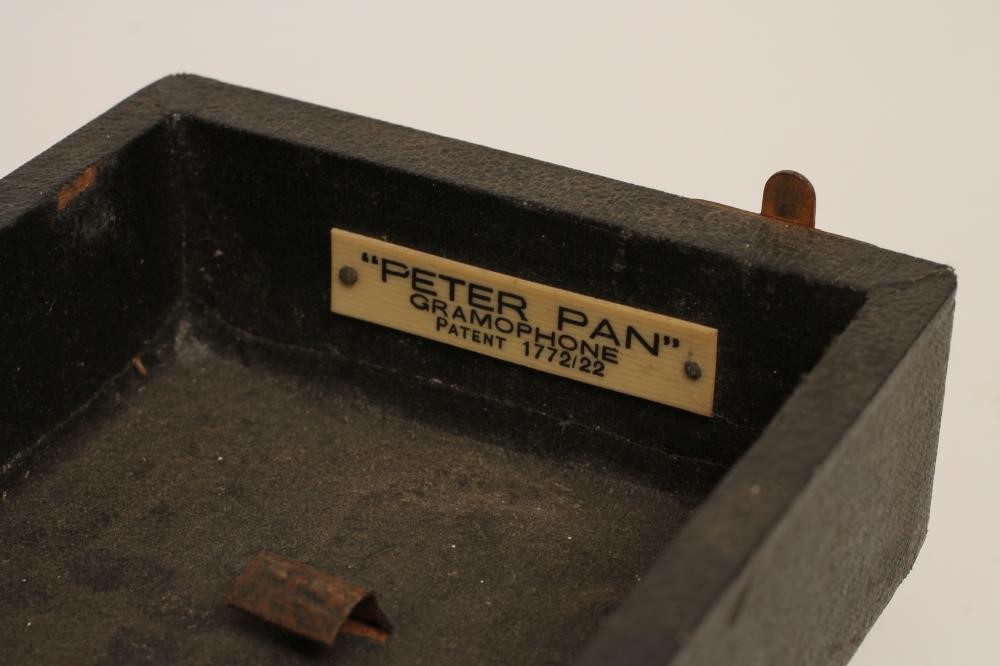 “PETER PAN”
GRAMOPHONE
PATENT 1772/22